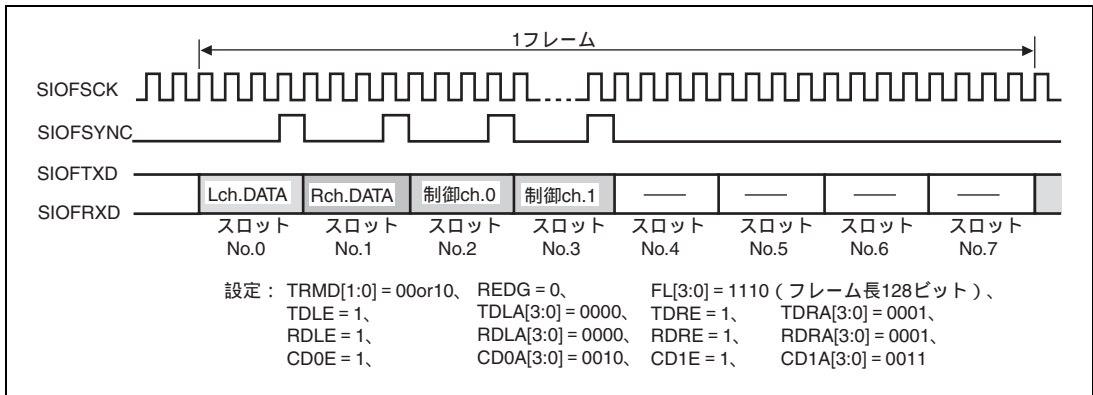 1フレーム
SIOFSCK
SIOFSYNC
SIOFTXD
SIOFRXD
Lch.DATA Rch.DATA 制御ch.0 制御ch.1 ── ── ── ──
スロット スロット スロット スロット スロット スロット スロット スロット
No.0 No.1 No.2 No.3 No.4 No.5 No.6 No.7
設定： TRMD[1:0] = 00or10、 REDG = 0、 FL[3:0] = 1110（フレーム長128ビット）、
TDLE = 1、 TDLA[3:0] = 0000、 TDRE = 1、 TDRA[3:0] = 0001、
RDLE = 1、 RDLA[3:0] = 0000、 RDRE = 1、 RDRA[3:0] = 0001、
CD0E = 1、 CD0A[3:0] = 0010、 CD1E = 1、 CD1A[3:0] = 0011